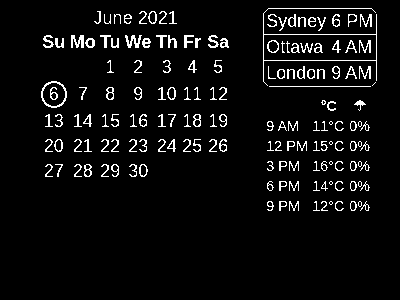 June 2021
Su Mo Tu We Th Fr Sa
1 2 3 4 5
6 7 8 9 10 11 12
13 14 15 16 17 18 19
20 21 22 23 24 25 26
27 28 29 30
Sydney 6 PM
Ottawa 4 AM
London 9 AM
°C ☂
9 AM 11°C 0%
12 PM 15°C 0%
3 PM 16°C 0%
6 PM 14°C 0%
9 PM 12°C 0%